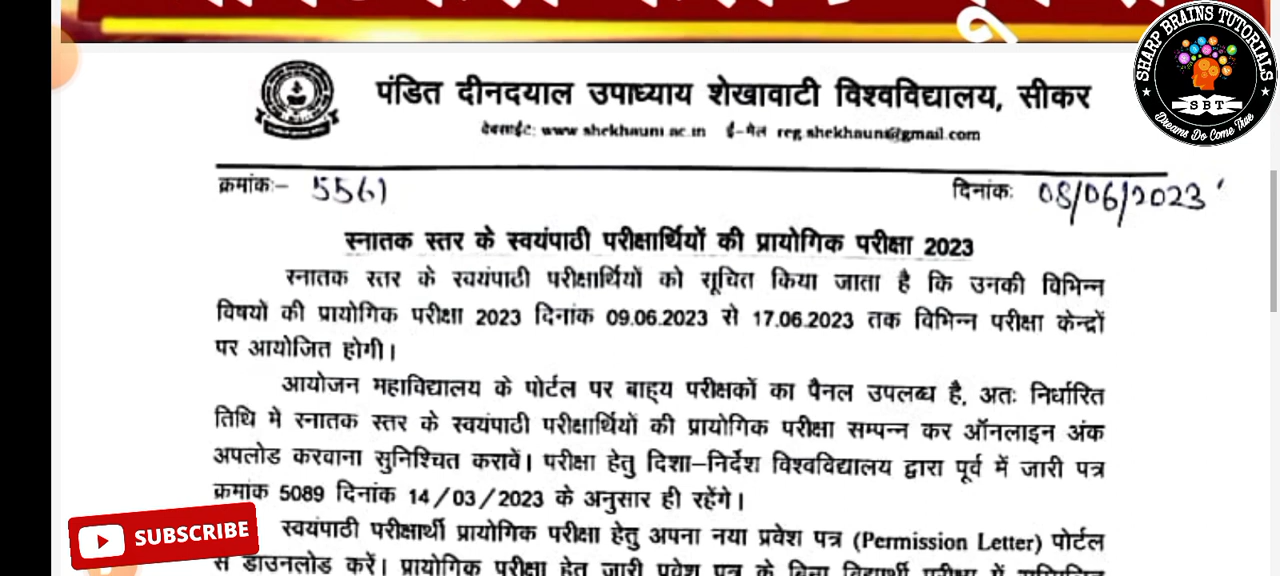 SHARP BRAINS TUTORIALS
SBT
Dreams Do Come True
पंडित दीनदयाल उपाध्याय शेखावाटी विश्वविद्यालय, सीकर
वेबसाईट: www shekhauni ac.in ई-मेल reg.shekhauni@gmail.com
क्रमांकः- 5561 दिनांकः 08/06/2023
स्नातक स्तर के स्वयंपाठी परीक्षार्थियों की प्रायोगिक परीक्षा 2023
स्नातक स्तर के स्वयंपाठी परीक्षार्थियों को सूचित किया जाता है कि उनकी विभिन्न
विषयों की प्रायोगिक परीक्षा 2023 दिनांक 09.06.2023 से 17.06.2023 तक विभिन्न परीक्षा केन्द्रों
पर आयोजित होगी।
आयोजन महाविद्यालय के पोर्टल पर बाह्य परीक्षकों का पैनल उपलब्ध है, अतः निर्धारित
तिथि मे स्नातक स्तर के स्वयंपाठी परीक्षार्थियों की प्रायोगिक परीक्षा सम्पन्न कर ऑनलाइन अंक
अपलोड करवाना सुनिश्चित करावें। परीक्षा हेतु दिशा–निर्देश विश्वविद्यालय द्वारा पूर्व में जारी पत्र
क्रमांक 5089 दिनांक 14/03/2023 के अनुसार ही रहेंगे।
स्वयंपाठी परीक्षार्थी प्रायोगिक परीक्षा हेतु अपना नया प्रवेश पत्र (Permission Letter) पोर्टल
से डाउनलोड करें। प्रायोगिक परीक्षा हेतु जारी प्रवेश पत्र के बिना विद्यार्थी परीक्षा में
SUBSCRIBE